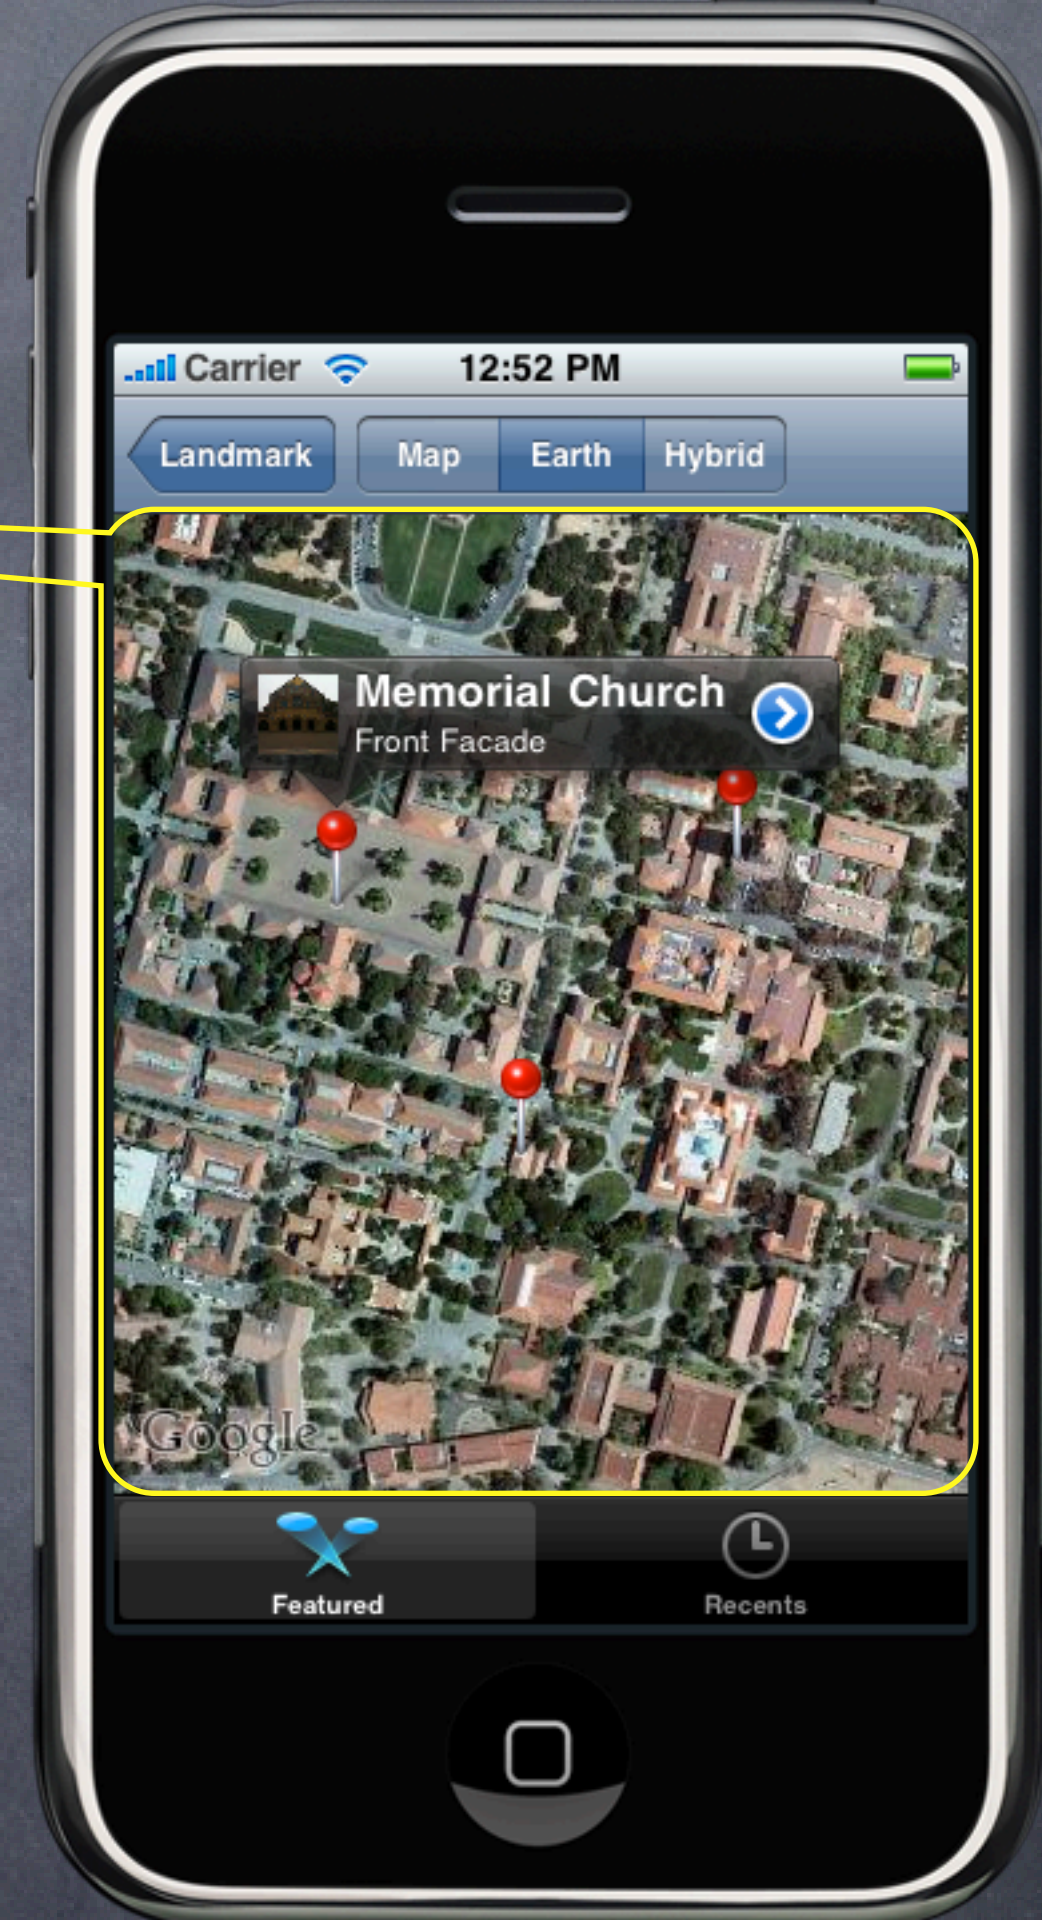 Carrier 12:52 PM
Landmark Map Earth Hybrid
Memorial Church
Front Facade
Google
Featured Recents